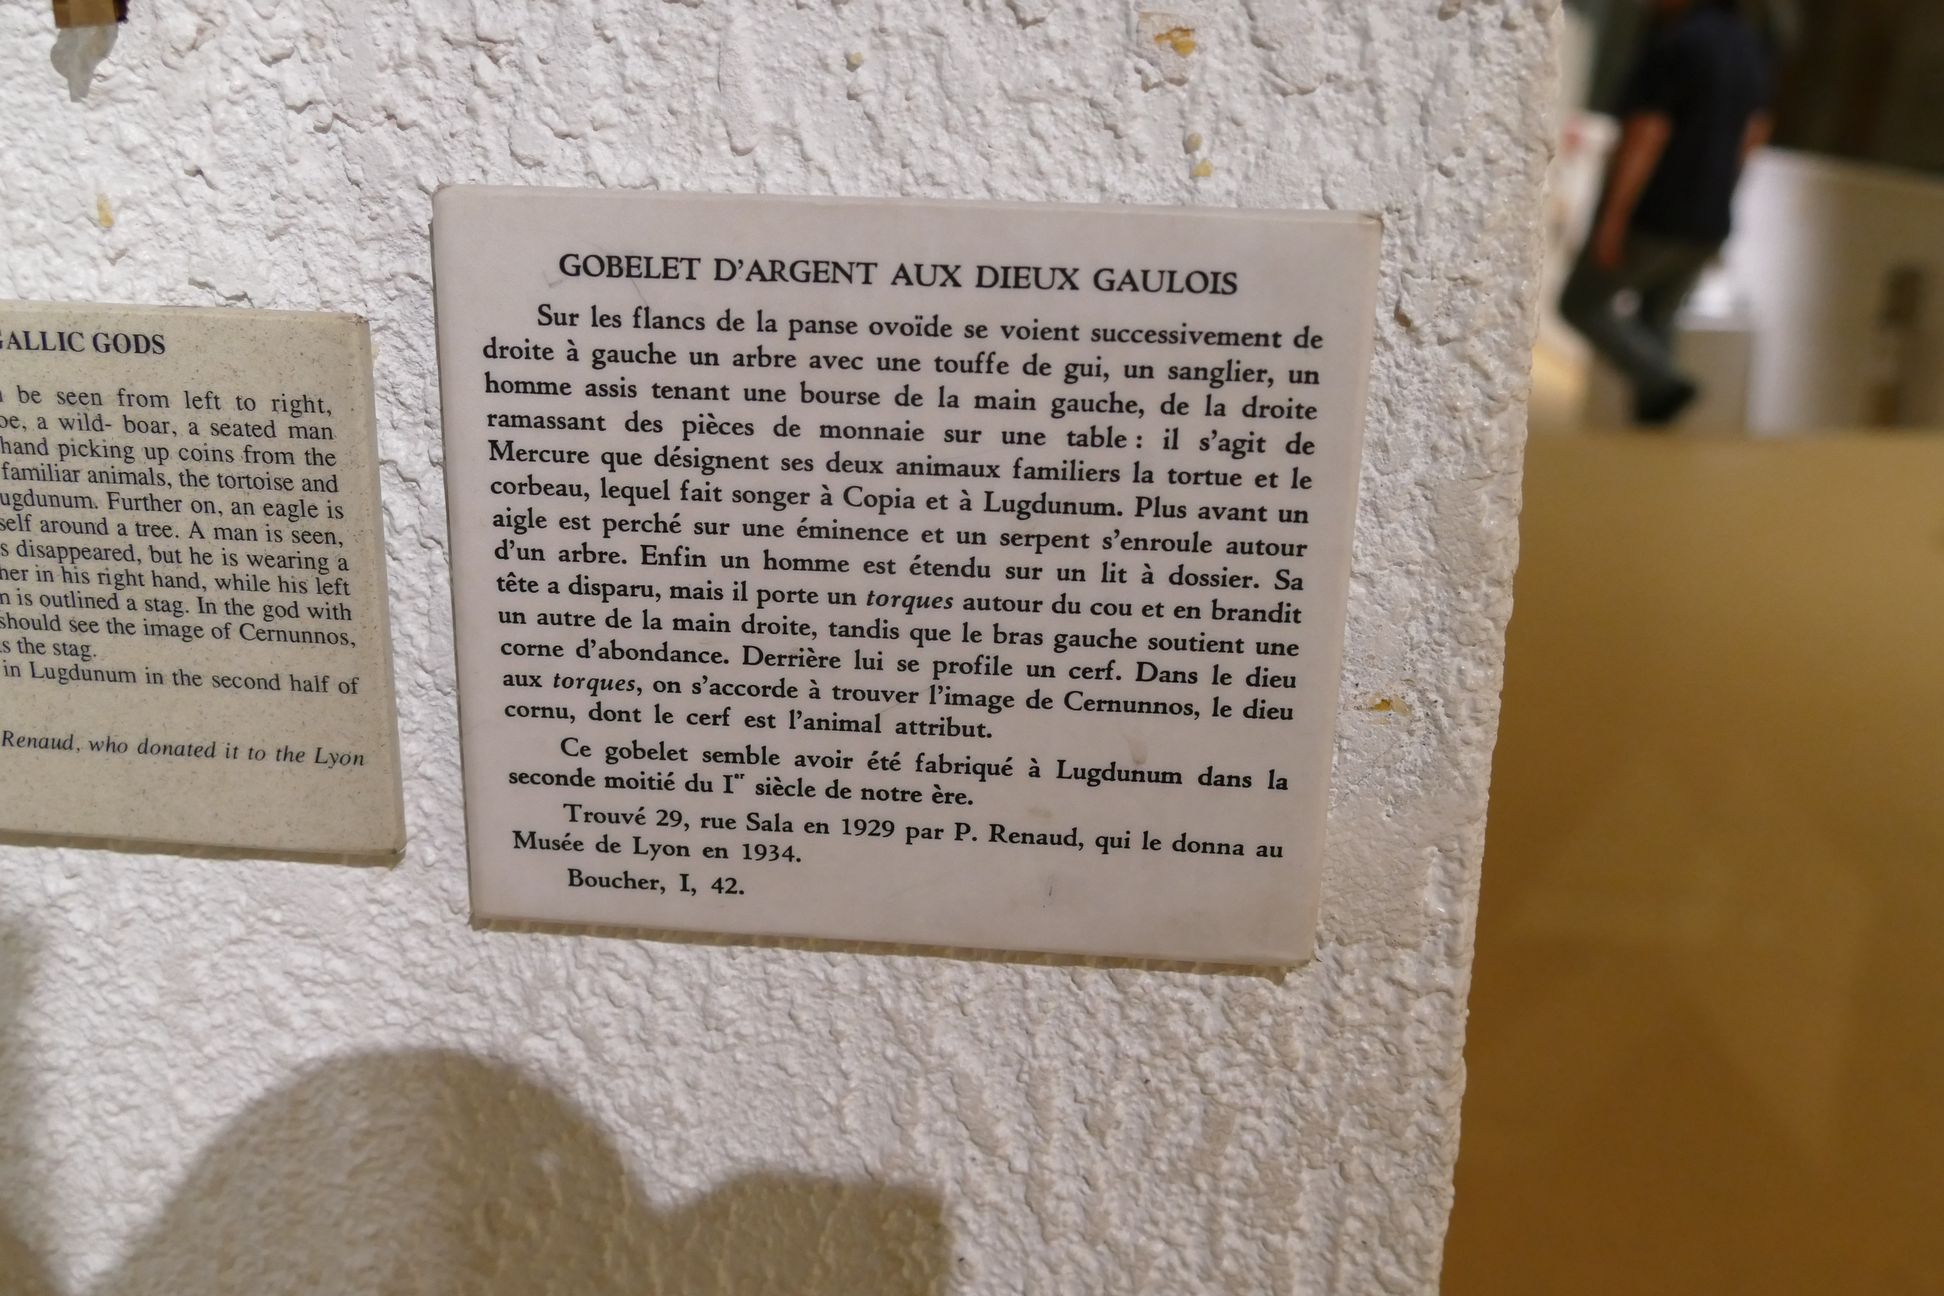 GALLIC GODS
be seen from left to right,
a wild- boar, a seated man
hand picking up coins from the
familiar animals, the tortoise and
Lugdunum. Further on, an eagle is
self around a tree. A man is seen,
disappeared, but he is wearing a
in his right hand, while his left
is outlined a stag. In the god with
should see the image of Cernunnos,
the stag.
in Lugdunum in the second half of
Renaud, who donated it to the Lyon
GOBELET D'ARGENT AUX DIEUX GAULOIS
Sur les flancs de la panse ovoïde se voient successivement de
droite à gauche un arbre avec une touffe de gui, un sanglier, un
homme assis tenant une bourse de la main gauche, de la droite
ramassant des pièces de monnaie sur une table : il s'agit de
Mercure que désignent ses deux animaux familiers la tortue et le
corbeau, lequel fait songer à Copia et à Lugdunum. Plus avant un
aigle est perché sur une éminence et un serpent s'enroule autour
d'un arbre. Enfin un homme est étendu sur un lit à dossier. Sa
tête a disparu, mais il porte un torques autour du cou et en brandit
un autre de la main droite, tandis que le bras gauche soutient une
corne d'abondance. Derrière lui se profile un cerf. Dans le dieu
aux torques, on s'accorde à trouver l'image de Cernunnos, le dieu
cornu, dont le cerf est l'animal attribut.
Ce gobelet semble avoir été fabriqué à Lugdunum dans la
seconde moitié du Ier siècle de notre ère.
Trouvé 29, rue Sala en 1929 par P. Renaud, qui le donna au
Musée de Lyon en 1934.
Boucher, I, 42.